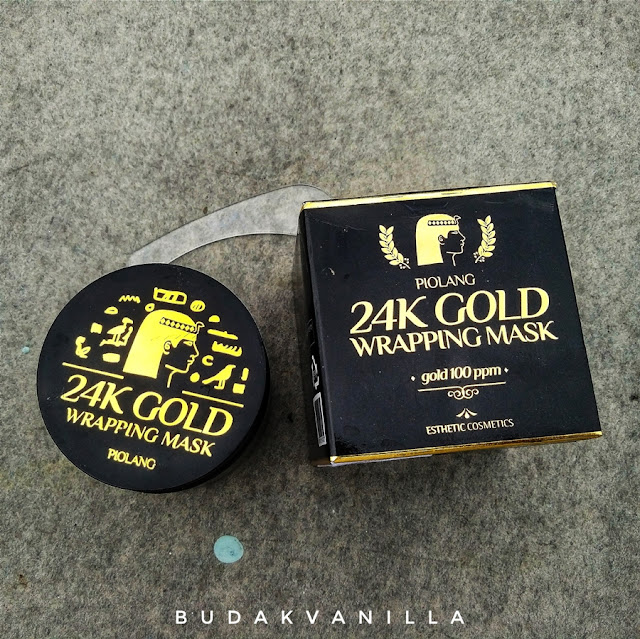 24K GOLD
WRAPPING MASK
PIOLANG
PIOLANG
24K GOLD
WRAPPING MASK
• gold 100 ppm •
ESTHETIC COSMETICS
BUDAKVANILLA